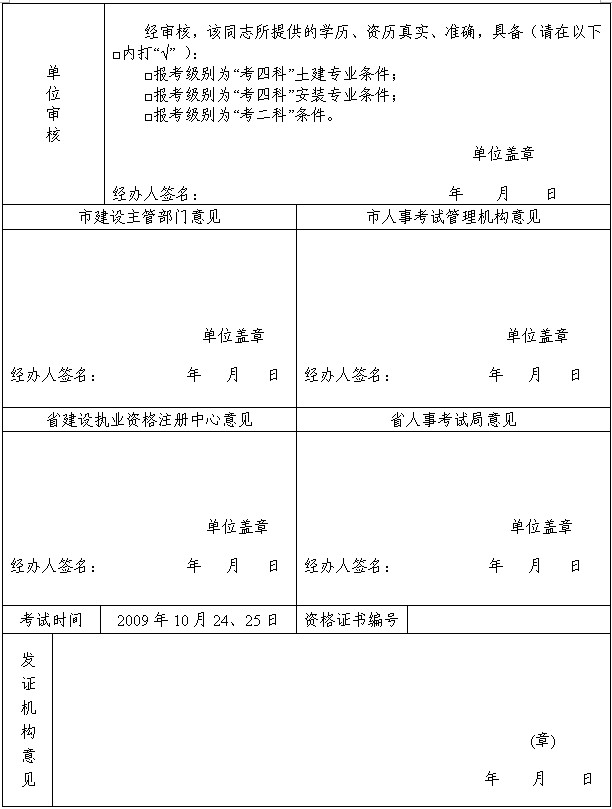 单
位
审
核
经审核，该同志所提供的学历、资历真实、准确，具备（请在以下
□内打“√”）：
□报考级别为“考四科”土建专业条件；
□报考级别为“考四科”安装专业条件；
□报考级别为“考二科”条件。
单位盖章
经办人签名： 年 月 日
市建设主管部门意见 市人事考试管理机构意见
单位盖章 单位盖章
经办人签名： 年 月 日 经办人签名： 年 月 日
省建设执业资格注册中心意见 省人事考试局意见
单位盖章 单位盖章
经办人签名： 年 月 日 经办人签名： 年 月 日
考试时间 2009 年 10 月 24、25 日 资格证书编号
发
证
机
构
意
见
(章)
年 月 日